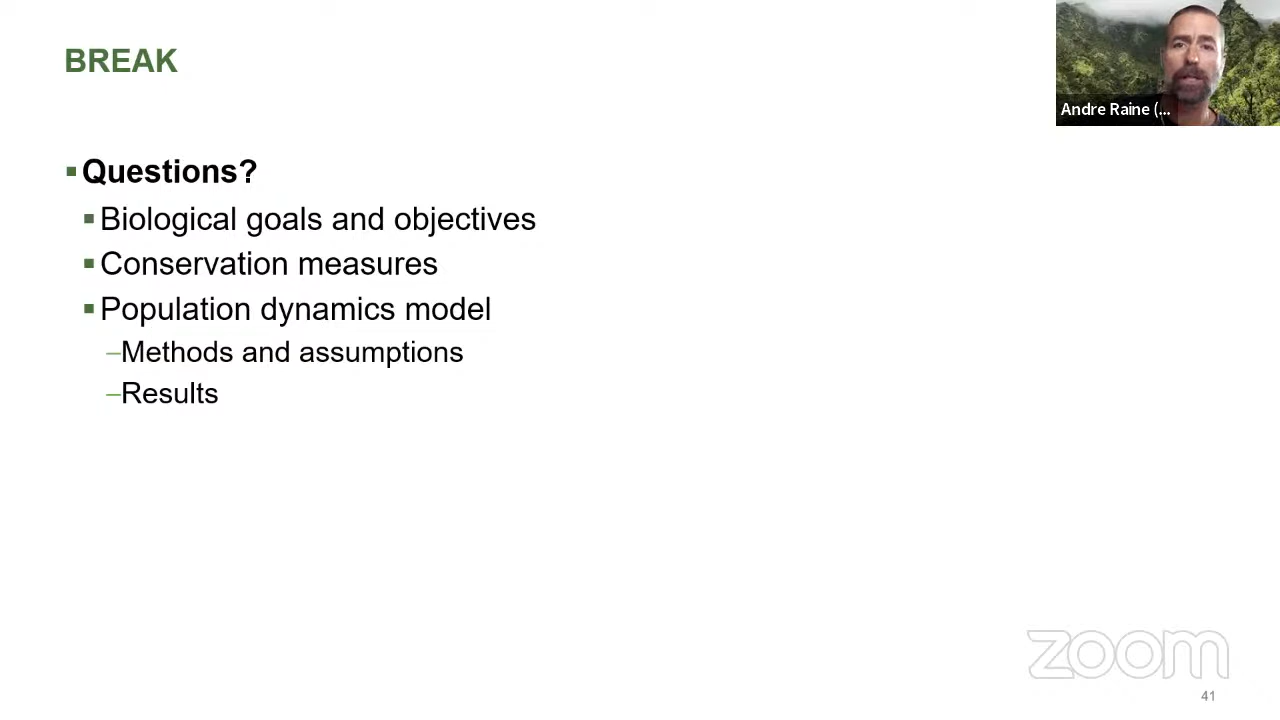 BREAK
Andre Raine (...
Questions?
Biological goals and objectives
Conservation measures
Population dynamics model
–Methods and assumptions
–Results
zoom
41